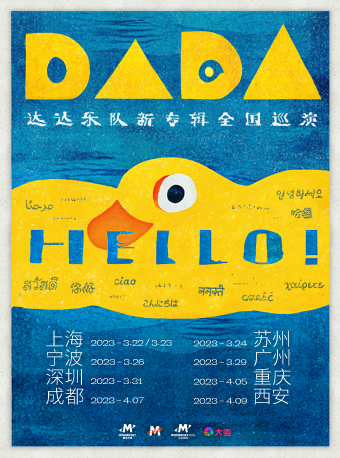 DADA
达达乐队新专辑全国巡演
안녕하세요
哈囉
HELLO!
สวัสดี
你好
ciao
こんにちは
नमस्ते
χαίρετε
上海 2023 - 3.22 / 3.23
2023 - 3.24 苏州
宁波 2023 - 3.26
2023 - 3.29 广州
深圳 2023 - 3.31
2023 - 4.05 重庆
成都 2023 - 4.07
2023 - 4.09 西安
大麦